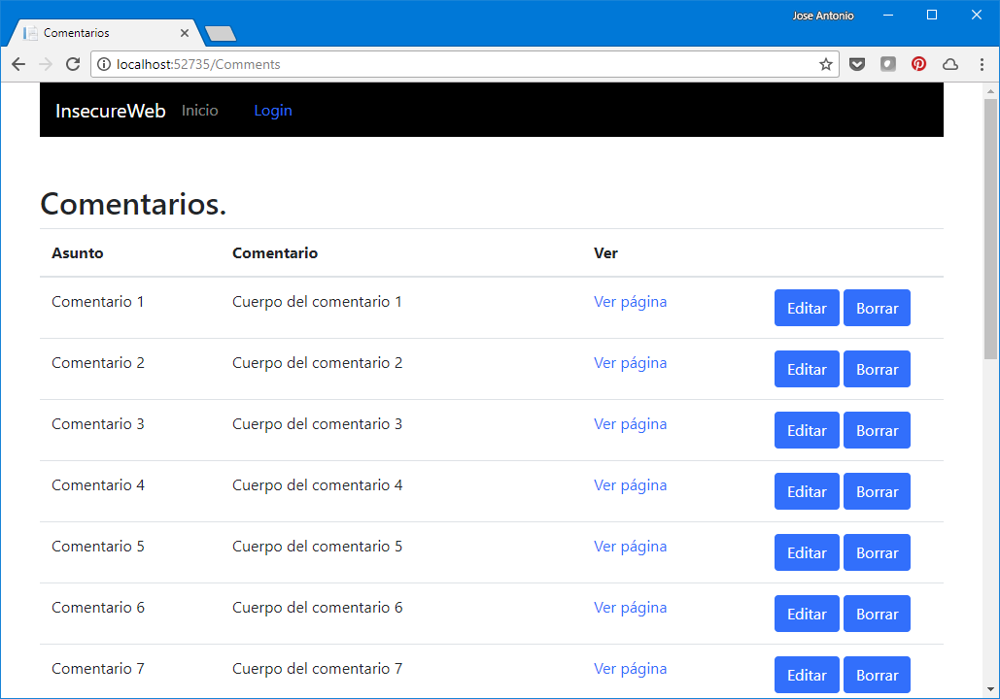 Jose Antonio
Comentarios
localhost:52735/Comments
InsecureWeb Inicio Login
Comentarios.
Asunto Comentario Ver
Comentario 1 Cuerpo del comentario 1 Ver página Editar Borrar
Comentario 2 Cuerpo del comentario 2 Ver página Editar Borrar
Comentario 3 Cuerpo del comentario 3 Ver página Editar Borrar
Comentario 4 Cuerpo del comentario 4 Ver página Editar Borrar
Comentario 5 Cuerpo del comentario 5 Ver página Editar Borrar
Comentario 6 Cuerpo del comentario 6 Ver página Editar Borrar
Comentario 7 Cuerpo del comentario 7 Ver página Editar Borrar